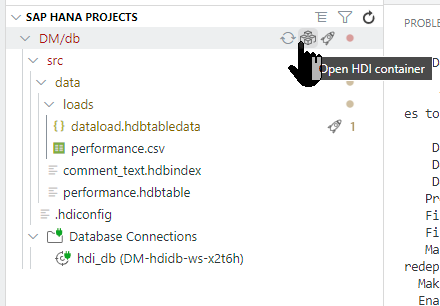 SAP HANA PROJECTS
PROBLE
DM/db
D
Open HDI container
src
data
es to
loads
dataload.hdbtabledata
1
D
performance.csv
D
D
comment_text.hdbindex
Pr
performance.hdbtable
Fi
.hdiconfig
Fi
Ma
Database Connections
redep
hdi_db (DM-hdidb-ws-x2t6h)
Mak
Ena